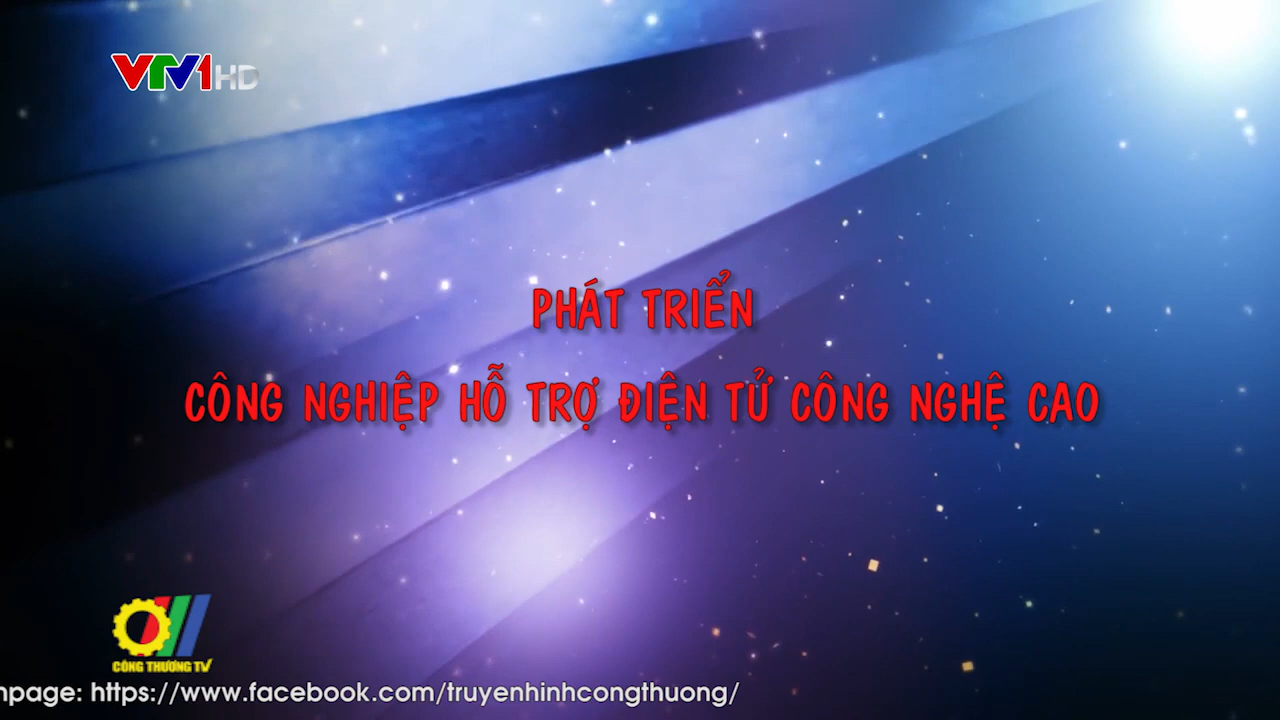 VTV1HD
PHÁT TRIỂN
CÔNG NGHIỆP HỖ TRỢ ĐIỆN TỬ CÔNG NGHỆ CAO
CÔNG THƯƠNG TV
npage: https://www.facebook.com/truyenhinhcongthuong/